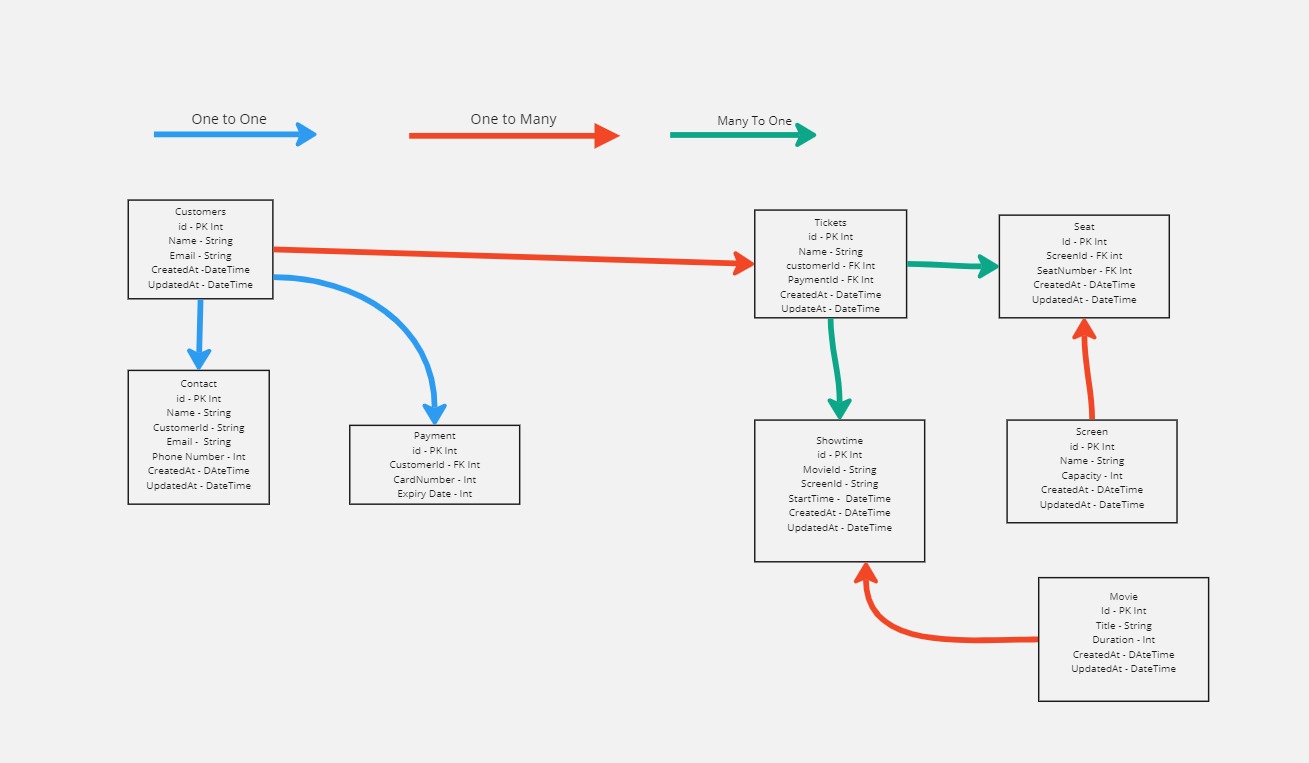 One to One
One to Many
Many To One
Customers
id - PK Int
Name - String
Email - String
CreatedAt -DateTime
UpdatedAt - DateTime
Tickets
id - PK Int
Name - String
customerId - FK Int
PaymentId - FK Int
CreatedAt - DateTime
UpdateAt - DateTime
Seat
Id - PK Int
ScreenId - FK int
SeatNumber - FK Int
CreatedAt - DAteTime
UpdatedAt - DateTime
Contact
id - PK Int
Name - String
CustomerId - String
Email -  String
Phone Number - Int
CreatedAt - DAteTime
UpdatedAt - DateTime
Payment
id - PK Int
CustomerId - FK Int
CardNumber - Int
Expiry Date - Int
Showtime
id - PK Int
MovieId - String
ScreenId - String
StartTime -  DateTime
CreatedAt - DAteTime
UpdatedAt - DateTime
Screen
id - PK Int
Name - String
Capacity - Int
CreatedAt - DAteTime
UpdatedAt - DateTime
Movie
Id - PK Int
Title - String
Duration - Int
CreatedAt - DAteTime
UpdatedAt - DateTime